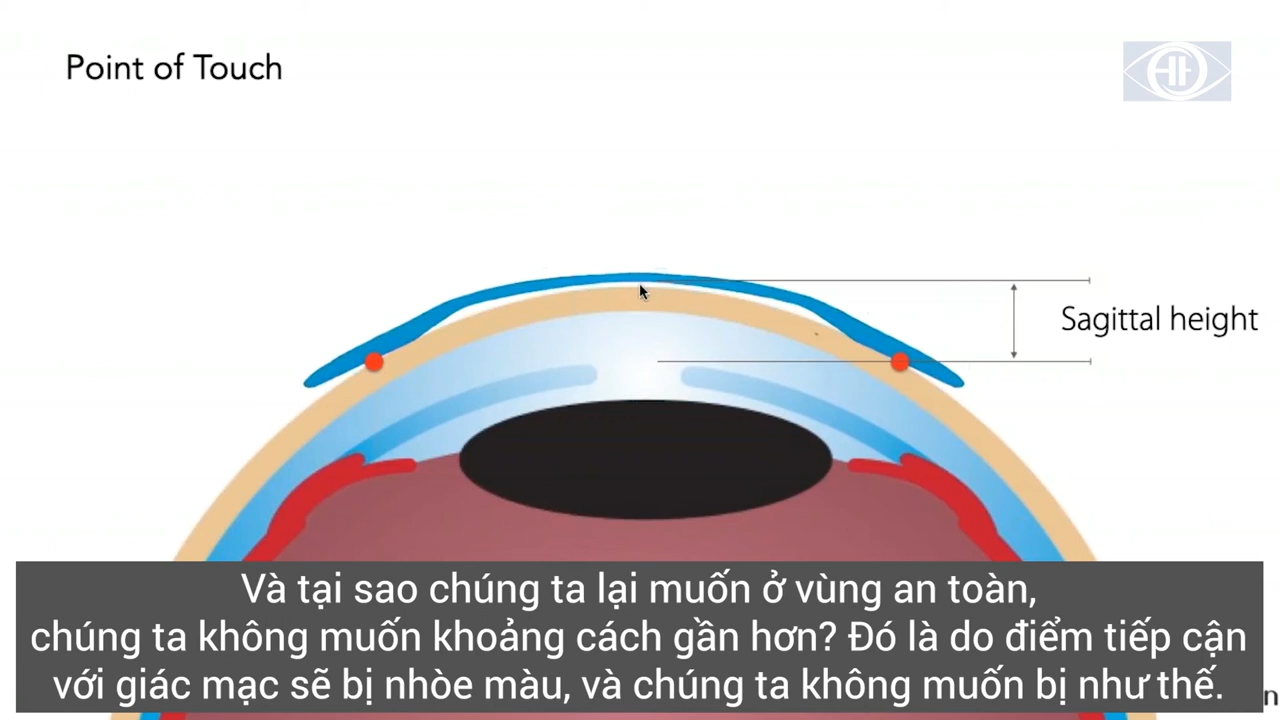 Point of Touch
Sagittal height
Và tại sao chúng ta lại muốn ở vùng an toàn,
chúng ta không muốn khoảng cách gần hơn? Đó là do điểm tiếp cận
với giác mạc sẽ bị nhòe màu, và chúng ta không muốn bị như thế.